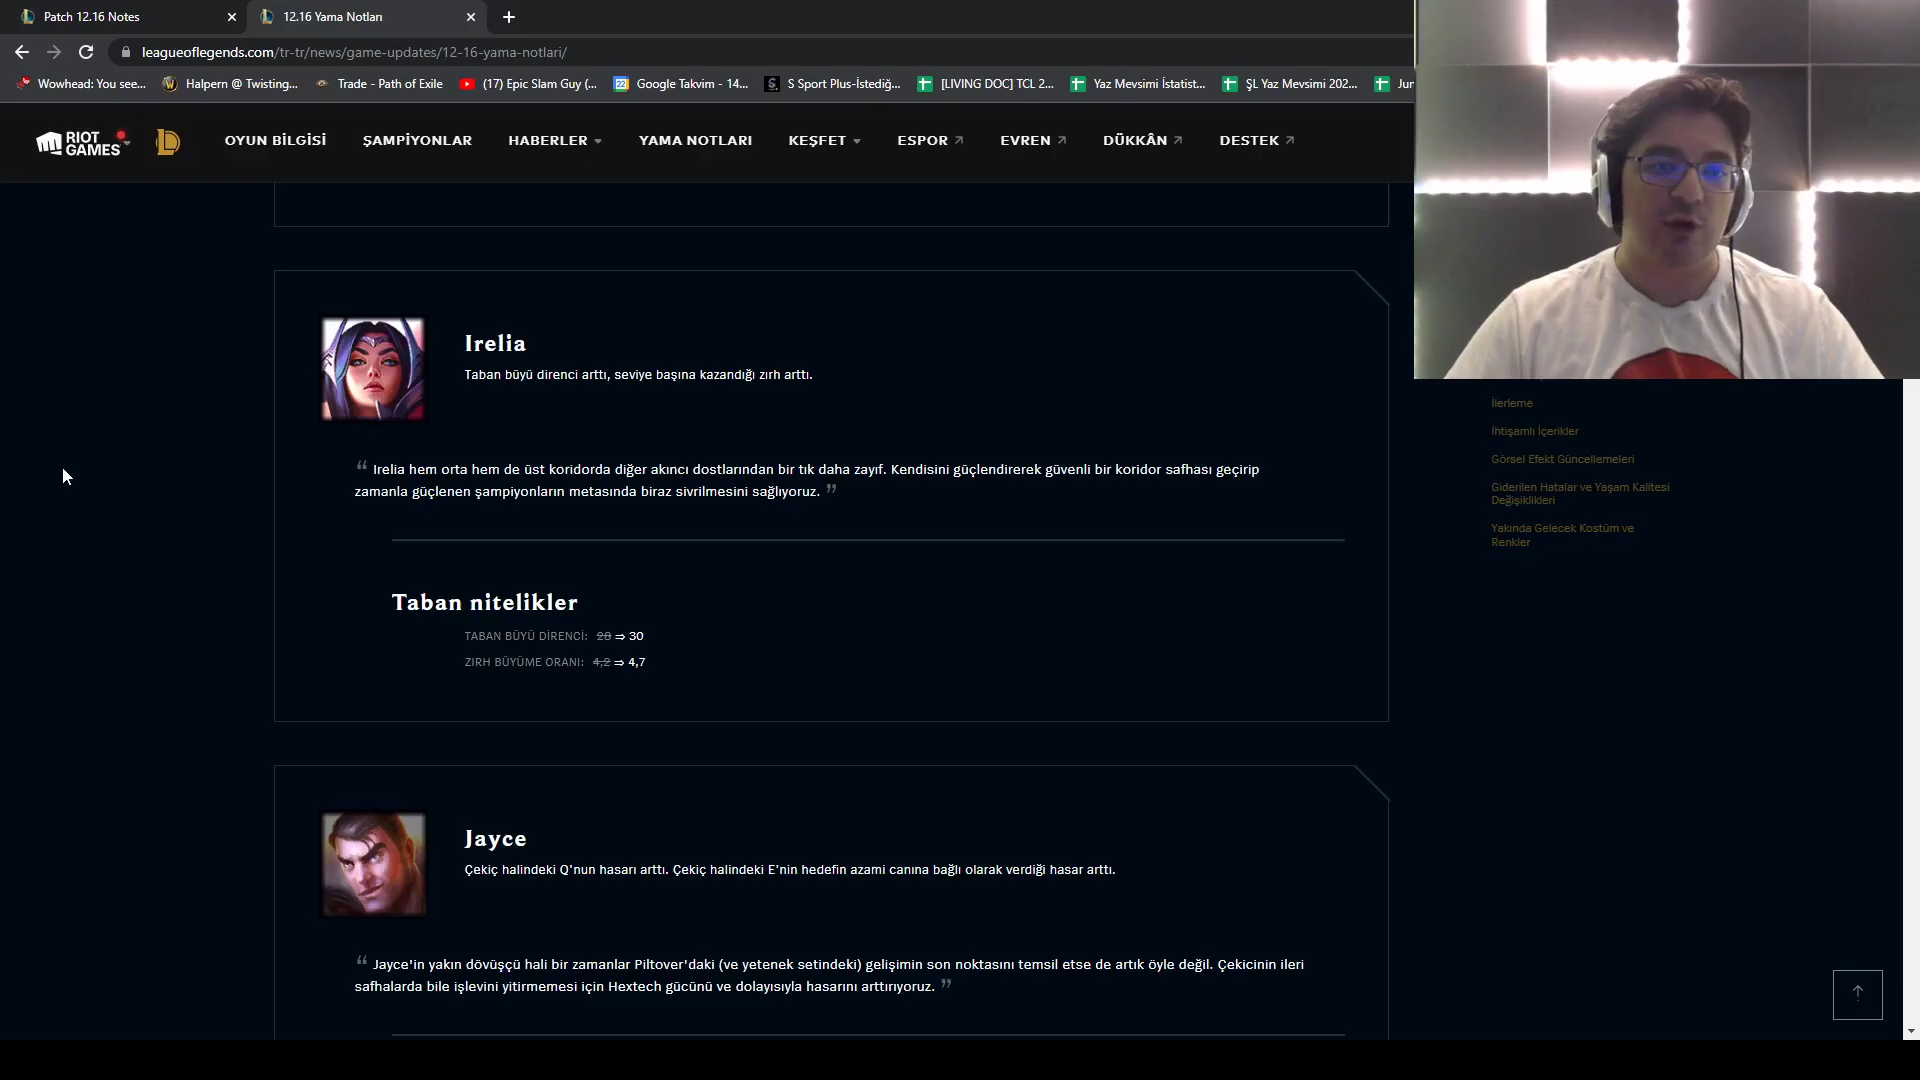 Patch 12.16 Notes
12.16 Yama Notları
leagueoflegends.com/tr-tr/news/game-updates/12-16-yama-notlari/
Wowhead: You see...
Halpern @ Twisting...
Trade - Path of Exile
(17) Epic Slam Guy (...
Google Takvim - 14...
S Sport Plus-İstediğ...
[LIVING DOC] TCL 2...
Yaz Mevsimi İstatist...
ŞL Yaz Mevsimi 202...
Jun
RIOT GAMES
OYUN BİLGİSİ
ŞAMPİYONLAR
HABERLER
YAMA NOTLARI
KEŞFET
ESPOR
EVREN
DÜKKÂN
DESTEK
Irelia
Taban büyü direnci arttı, seviye başına kazandığı zırh arttı.
“ Irelia hem orta hem de üst koridorda diğer akıncı dostlarından bir tık daha zayıf. Kendisini güçlendirerek güvenli bir koridor safhası geçirip
zamanla güçlenen şampiyonların metasında biraz sivrilmesini sağlıyoruz. ”
Taban nitelikler
TABAN BÜYÜ DİRENCİ: 28 ⇒ 30
ZIRH BÜYÜME ORANI: 4,2 ⇒ 4,7
Jayce
Çekiç halindeki Q'nun hasarı arttı. Çekiç halindeki E'nin hedefin azami canına bağlı olarak verdiği hasar arttı.
“ Jayce'in yakın dövüşçü hali bir zamanlar Piltover'daki (ve yetenek setindeki) gelişimin son noktasını temsil etse de artık öyle değil. Çekicinin ileri
safhalarda bile işlevini yitirmemesi için Hextech gücünü ve dolayısıyla hasarını arttırıyoruz. ”
İlerleme
İhtişamlı İçerikler
Görsel Efekt Güncellemeleri
Giderilen Hatalar ve Yaşam Kalitesi
Değişiklikleri
Yakında Gelecek Kostüm ve
Renkler